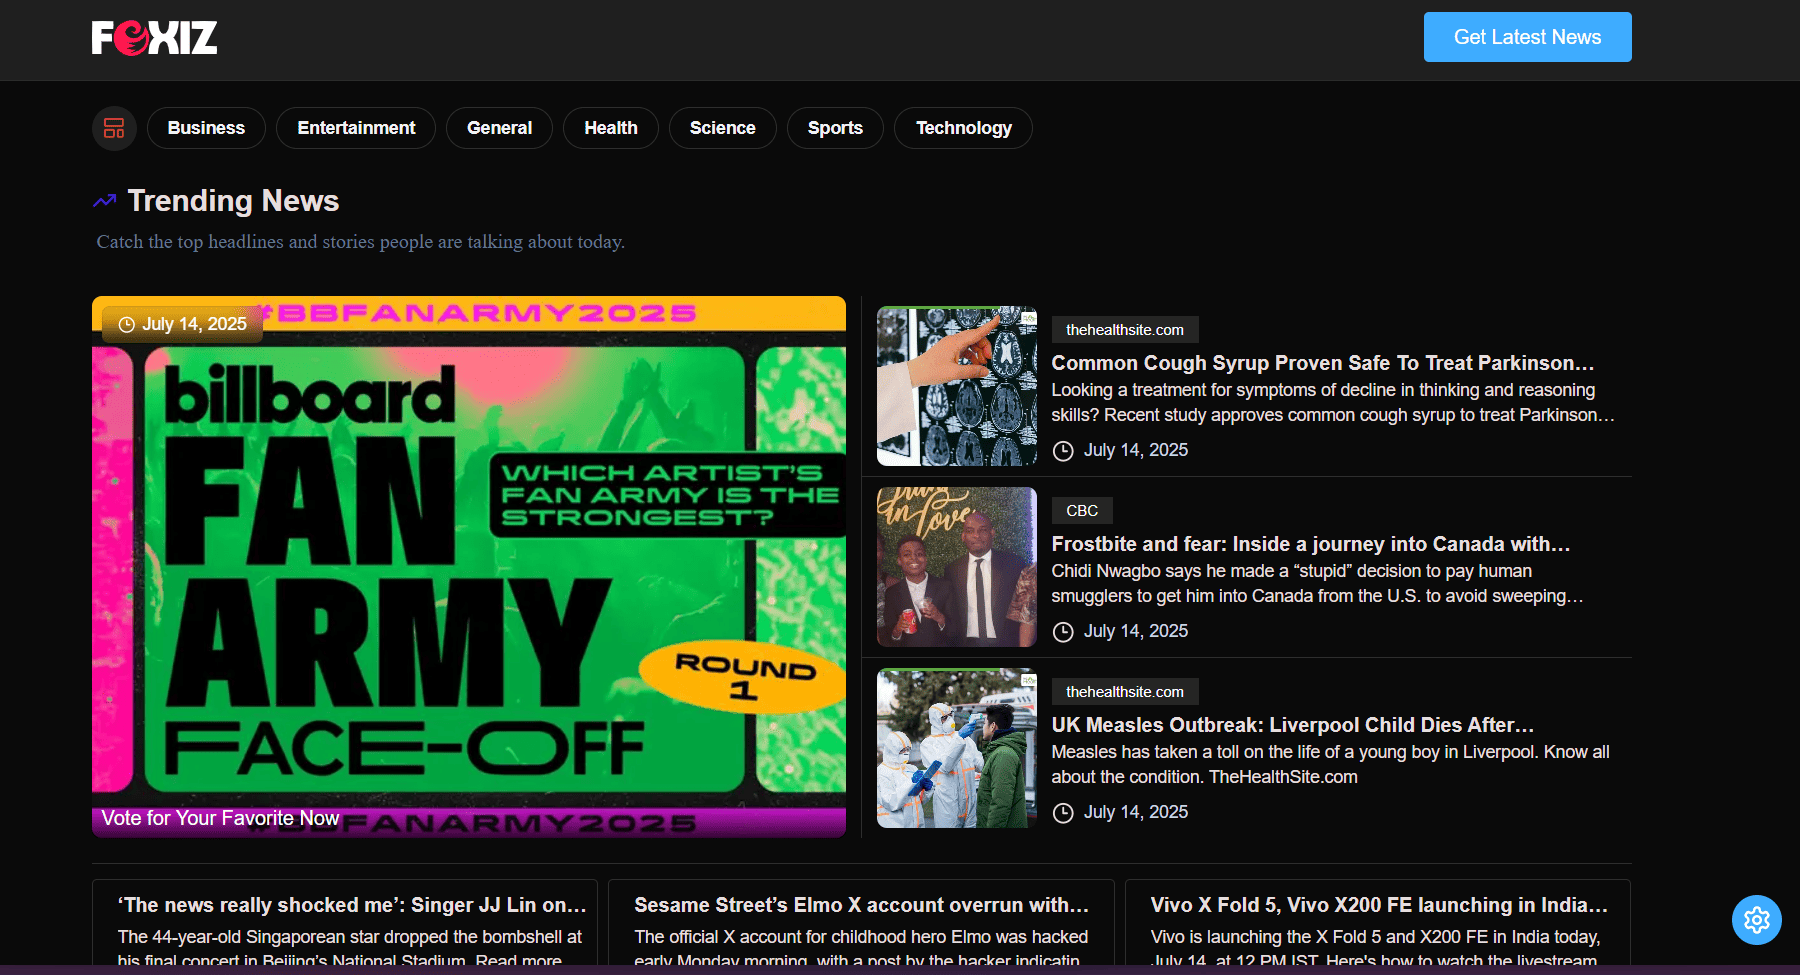 FOXIZ
Get Latest News
Business
Entertainment
General
Health
Science
Sports
Technology
Trending News
Catch the top headlines and stories people are talking about today.
#BBFANARMY2025
July 14, 2025
billboard
FAN
ARMY
FACE-OFF
WHICH ARTIST'S
FAN ARMY IS THE
STRONGEST?
ROUND
1
Vote for Your Favorite Now
#BBFANARMY2025
thehealthsite.com
Common Cough Syrup Proven Safe To Treat Parkinson…
Looking a treatment for symptoms of decline in thinking and reasoning
skills? Recent study approves common cough syrup to treat Parkinson…
July 14, 2025
in love
CBC
Frostbite and fear: Inside a journey into Canada with…
Chidi Nwagbo says he made a “stupid” decision to pay human
smugglers to get him into Canada from the U.S. to avoid sweeping…
July 14, 2025
thehealthsite.com
UK Measles Outbreak: Liverpool Child Dies After…
Measles has taken a toll on the life of a young boy in Liverpool. Know all
about the condition. TheHealthSite.com
July 14, 2025
‘The news really shocked me’: Singer JJ Lin on…
The 44-year-old Singaporean star dropped the bombshell at
his final concert in Beijing’s National Stadium. Read more
Sesame Street’s Elmo X account overrun with…
The official X account for childhood hero Elmo was hacked
early Monday morning, with a post by the hacker indicatin
Vivo X Fold 5, Vivo X200 FE launching in India…
Vivo is launching the X Fold 5 and X200 FE in India today,
July 14, at 12 PM IST. Here's how to watch the livestream